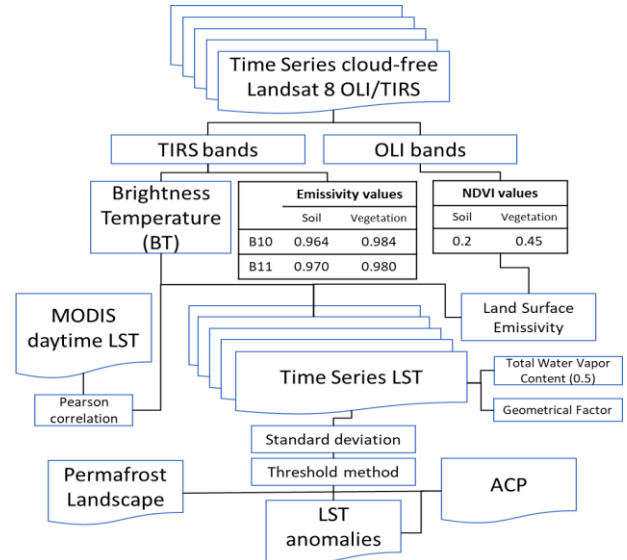 Time Series cloud-free
Landsat 8 OLI/TIRS
TIRS bands
OLI bands
Brightness
Temperature
(BT)
Emissivity values
Soil Vegetation
B10 0.964 0.984
B11 0.970 0.980
NDVI values
Soil Vegetation
0.2 0.45
MODIS
daytime LST
Land Surface
Emissivity
Time Series LST
Total Water Vapor
Content (0.5)
Pearson
correlation
Geometrical Factor
Standard deviation
Threshold method
Permafrost
Landscape
ACP
LST
anomalies